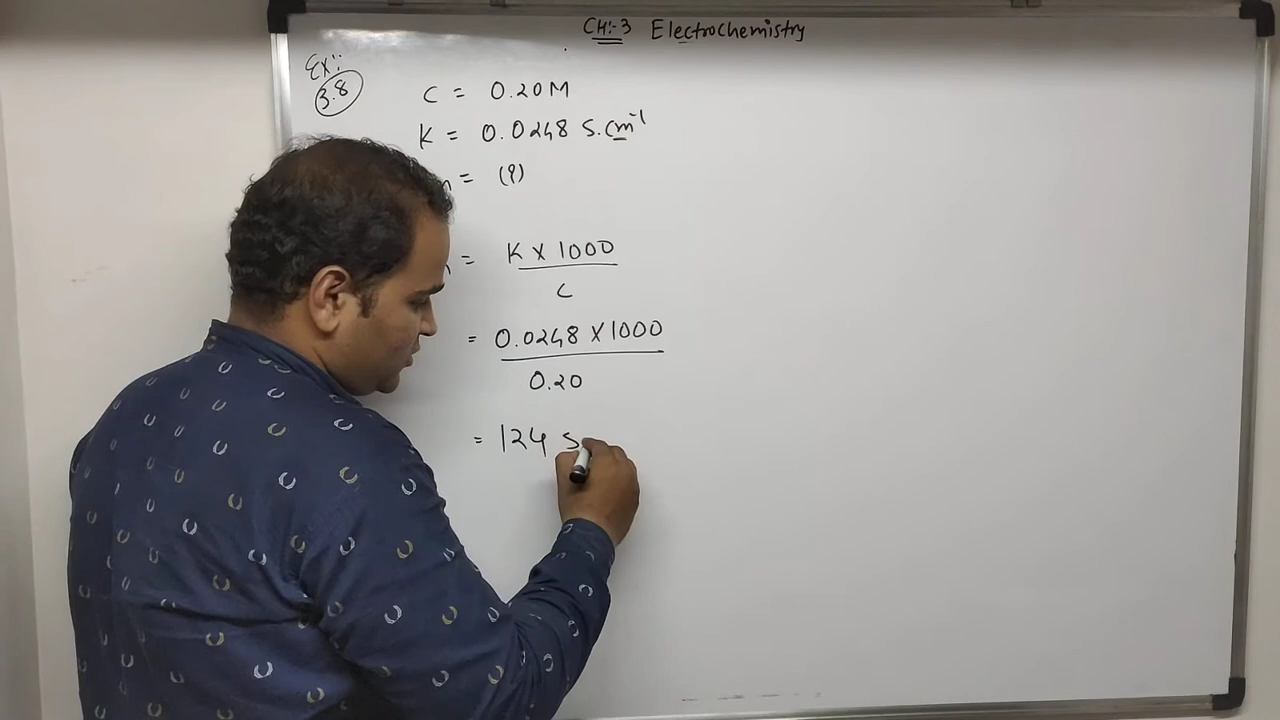 CH:-3 Electrochemistry
Ex:-
3.8
C = 0.20M
K = 0.0248 S.cm⁻¹
= (?)
= K X 1000
C
= 0.0248 X 1000
0.20
= 124 S